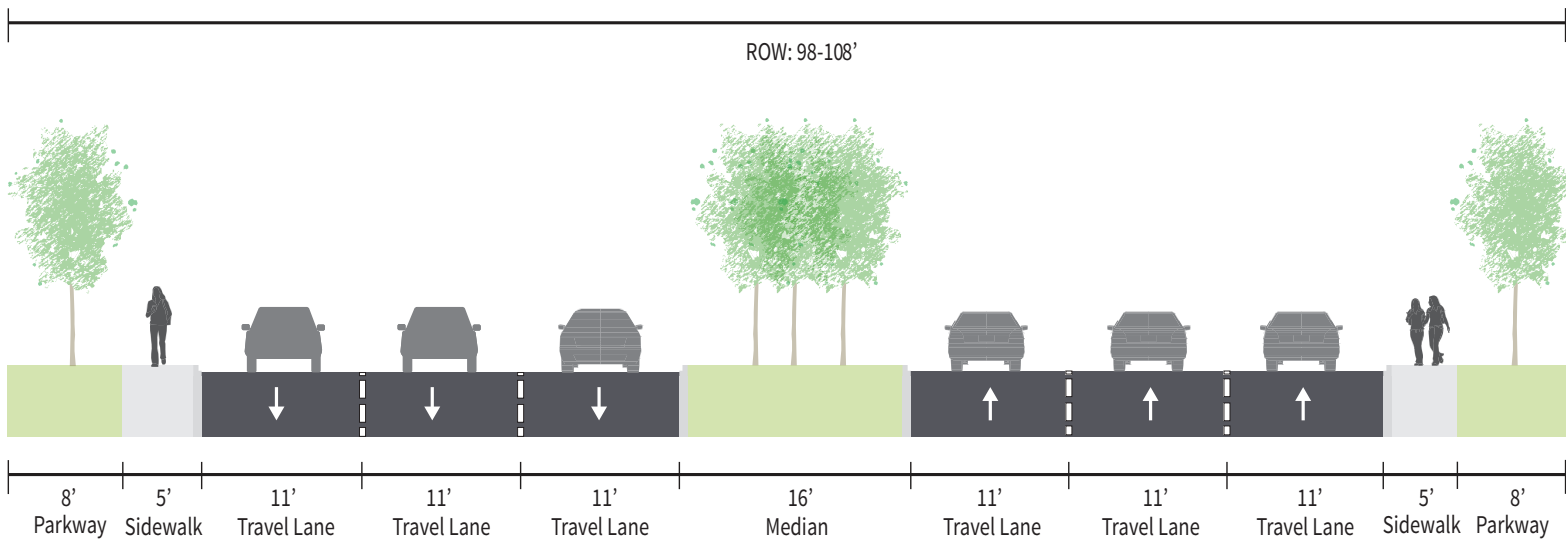 ROW: 98-108’
8’
Parkway
5’
Sidewalk
11’
Travel Lane
11’
Travel Lane
11’
Travel Lane
16’
Median
11’
Travel Lane
11’
Travel Lane
11’
Travel Lane
5’
Sidewalk
8’
Parkway